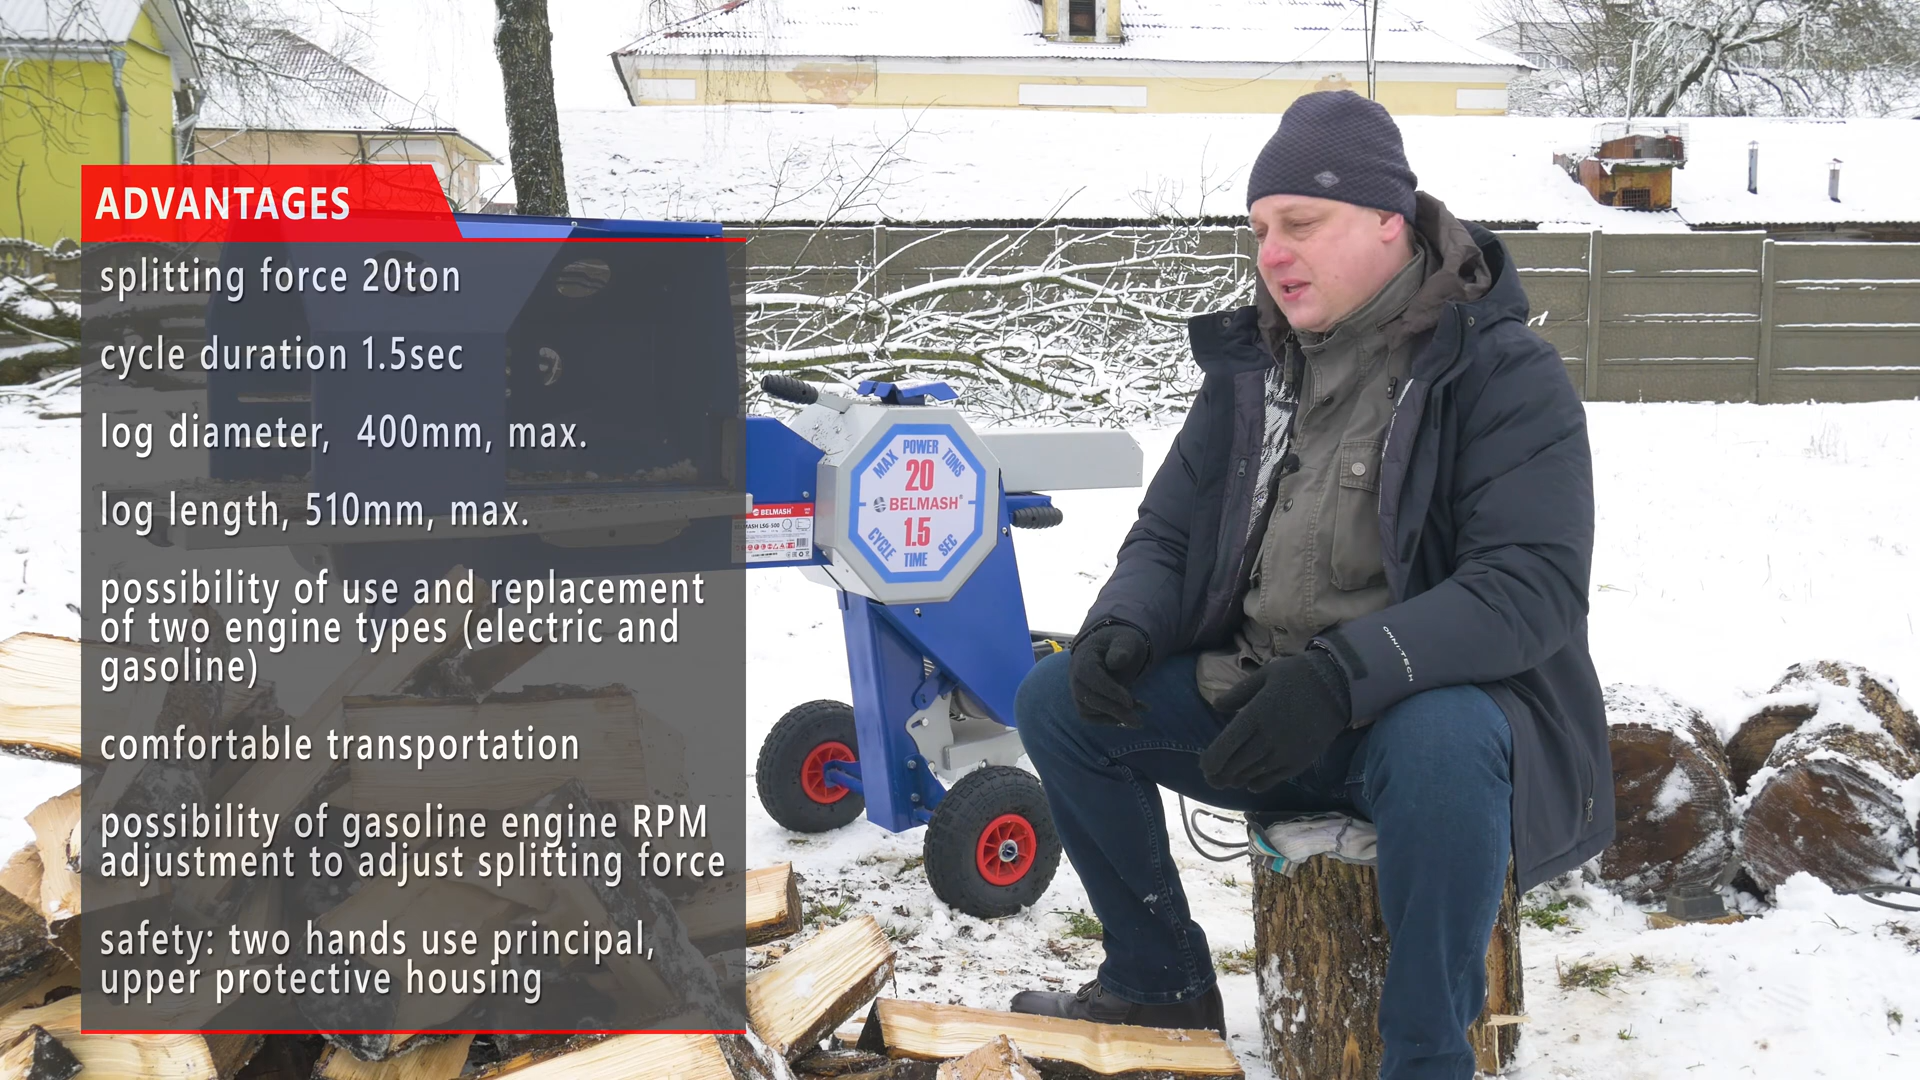 ADVANTAGES
splitting force 20ton
cycle duration 1.5sec
log diameter, 400mm, max.
log length, 510mm, max.
possibility of use and replacement
of two engine types (electric and
gasoline)
comfortable transportation
possibility of gasoline engine RPM
adjustment to adjust splitting force
safety: two hands use principal,
upper protective housing
MAX POWER TONS
20
BELMASH
1.5
CYCLE TIME SEC
BELMASH
BELMASH LSG-500
OMNI-TECH